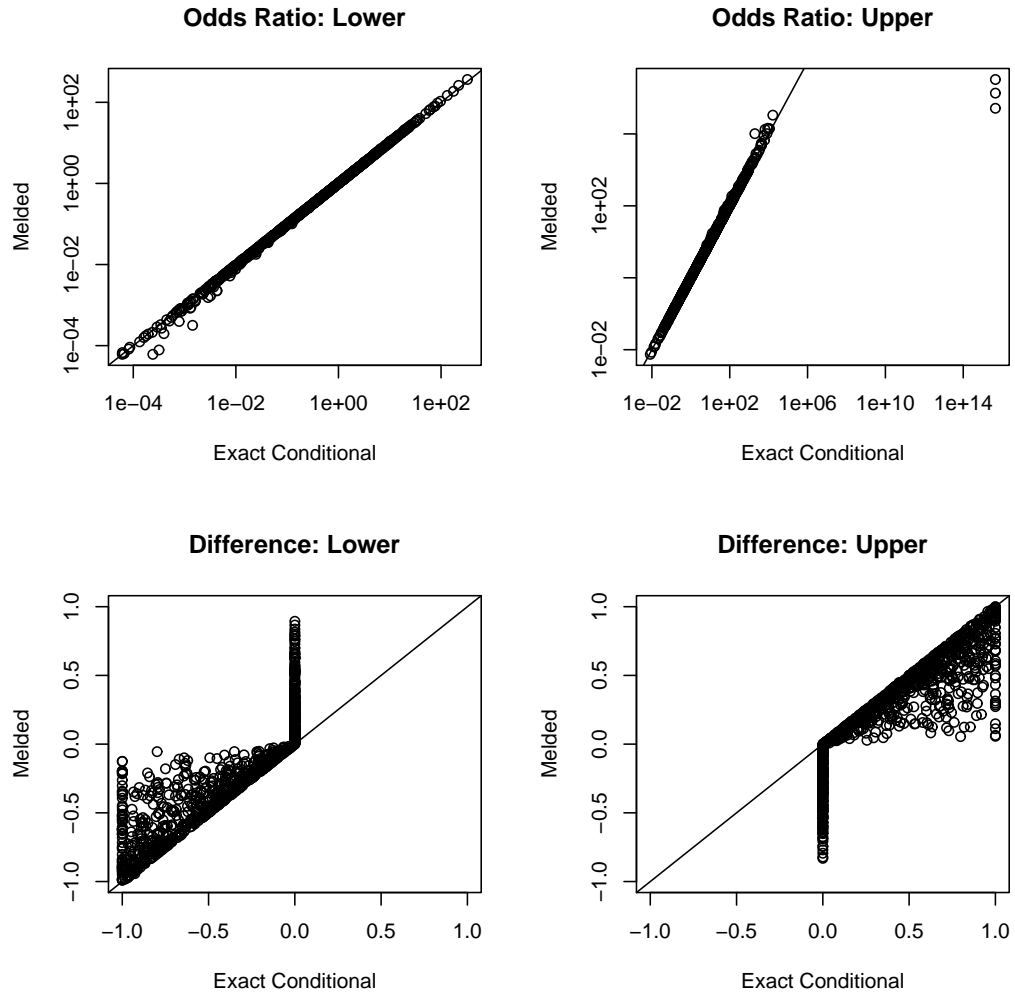 Odds Ratio: Lower
Melded
1e+02
1e+00
1e−02
1e−04
1e−04 1e−02 1e+00 1e+02
Exact Conditional
Odds Ratio: Upper
Melded
1e+02
1e−02
1e−02 1e+02 1e+06 1e+10 1e+14
Exact Conditional
Difference: Lower
Melded
1.0
0.5
0.0
−0.5
−1.0
−1.0 −0.5 0.0 0.5 1.0
Exact Conditional
Difference: Upper
Melded
1.0
0.5
0.0
−0.5
−1.0
−1.0 −0.5 0.0 0.5 1.0
Exact Conditional